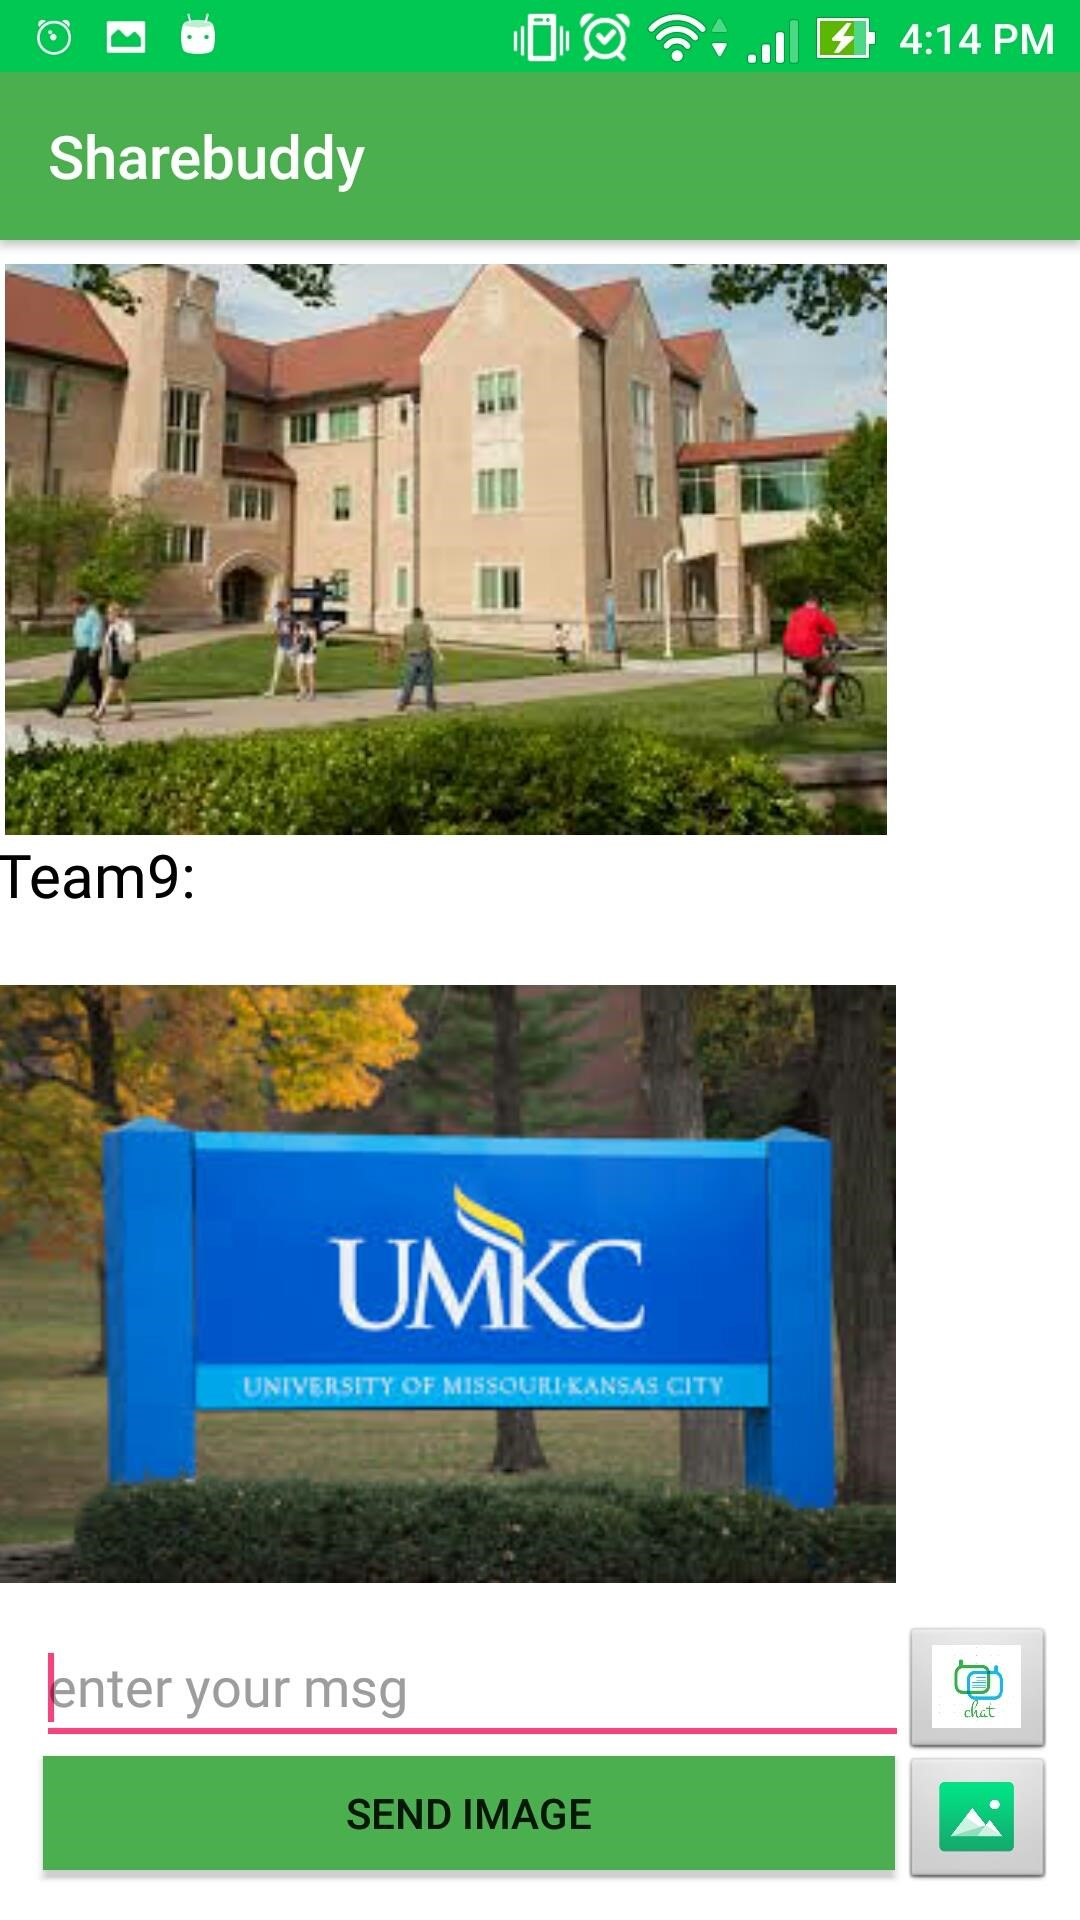 4:14 PM
Sharebuddy
Team9:
UMKC
UNIVERSITY OF MISSOURI-KANSAS CITY
enter your msg
chat
SEND IMAGE